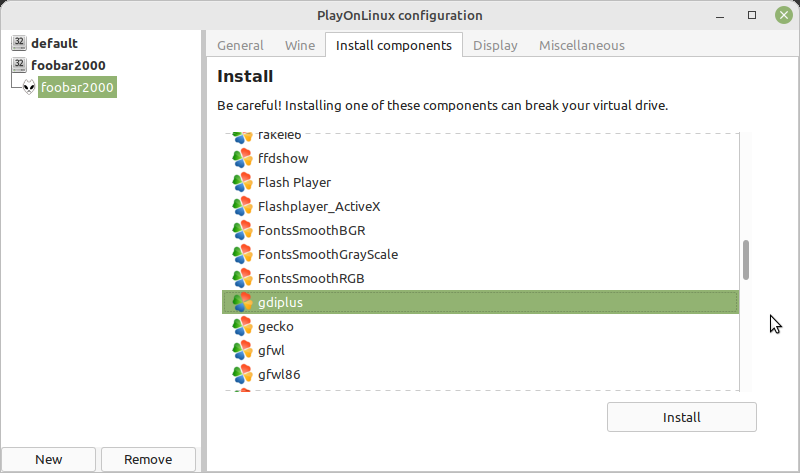 PlayOnLinux configuration
32 default
32 foobar2000
foobar2000
General Wine Install components Display Miscellaneous
Install
Be careful! Installing one of these components can break your virtual drive.
fakeie6
ffdshow
Flash Player
Flashplayer_ActiveX
FontsSmoothBGR
FontsSmoothGrayScale
FontsSmoothRGB
gdiplus
gecko
gfwl
gfwl86
Install
New Remove